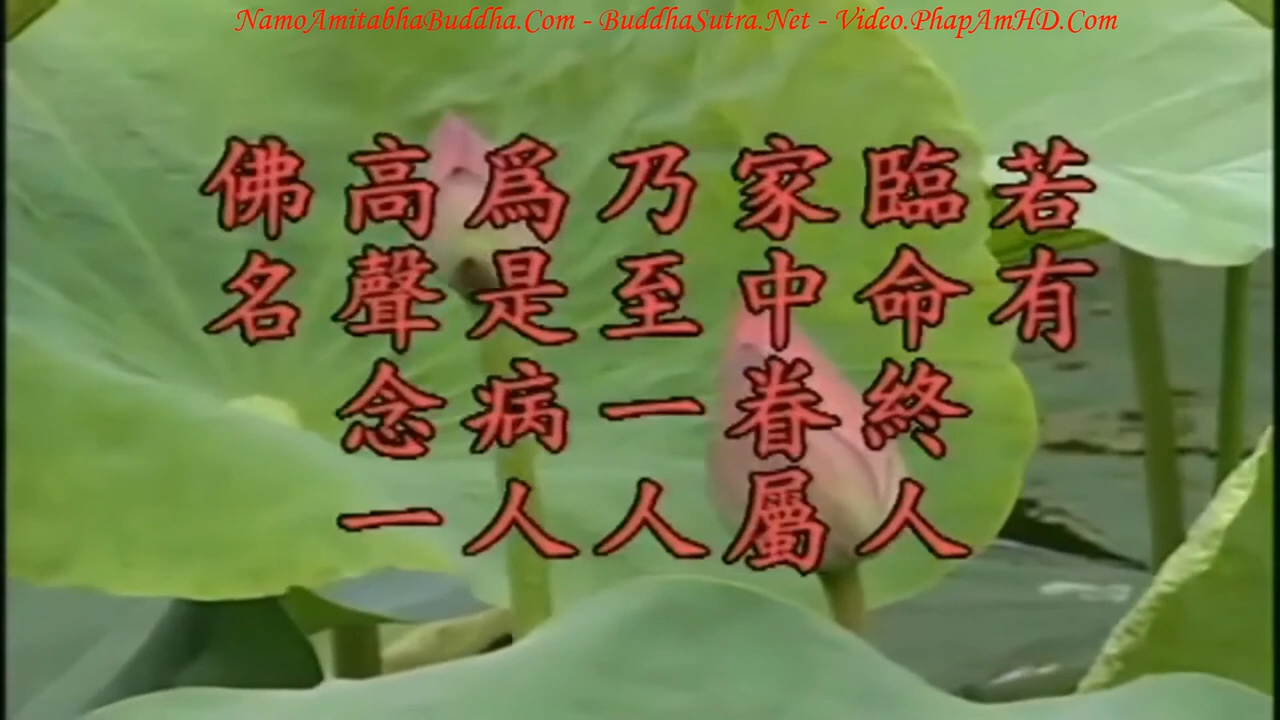 NamoAmitabhaBuddha.Com - BuddhaSutra.Net - Video.PhapAmHD.Com
若有
臨命終人
家中眷屬
乃至一人
爲是病人
高聲念一
佛名